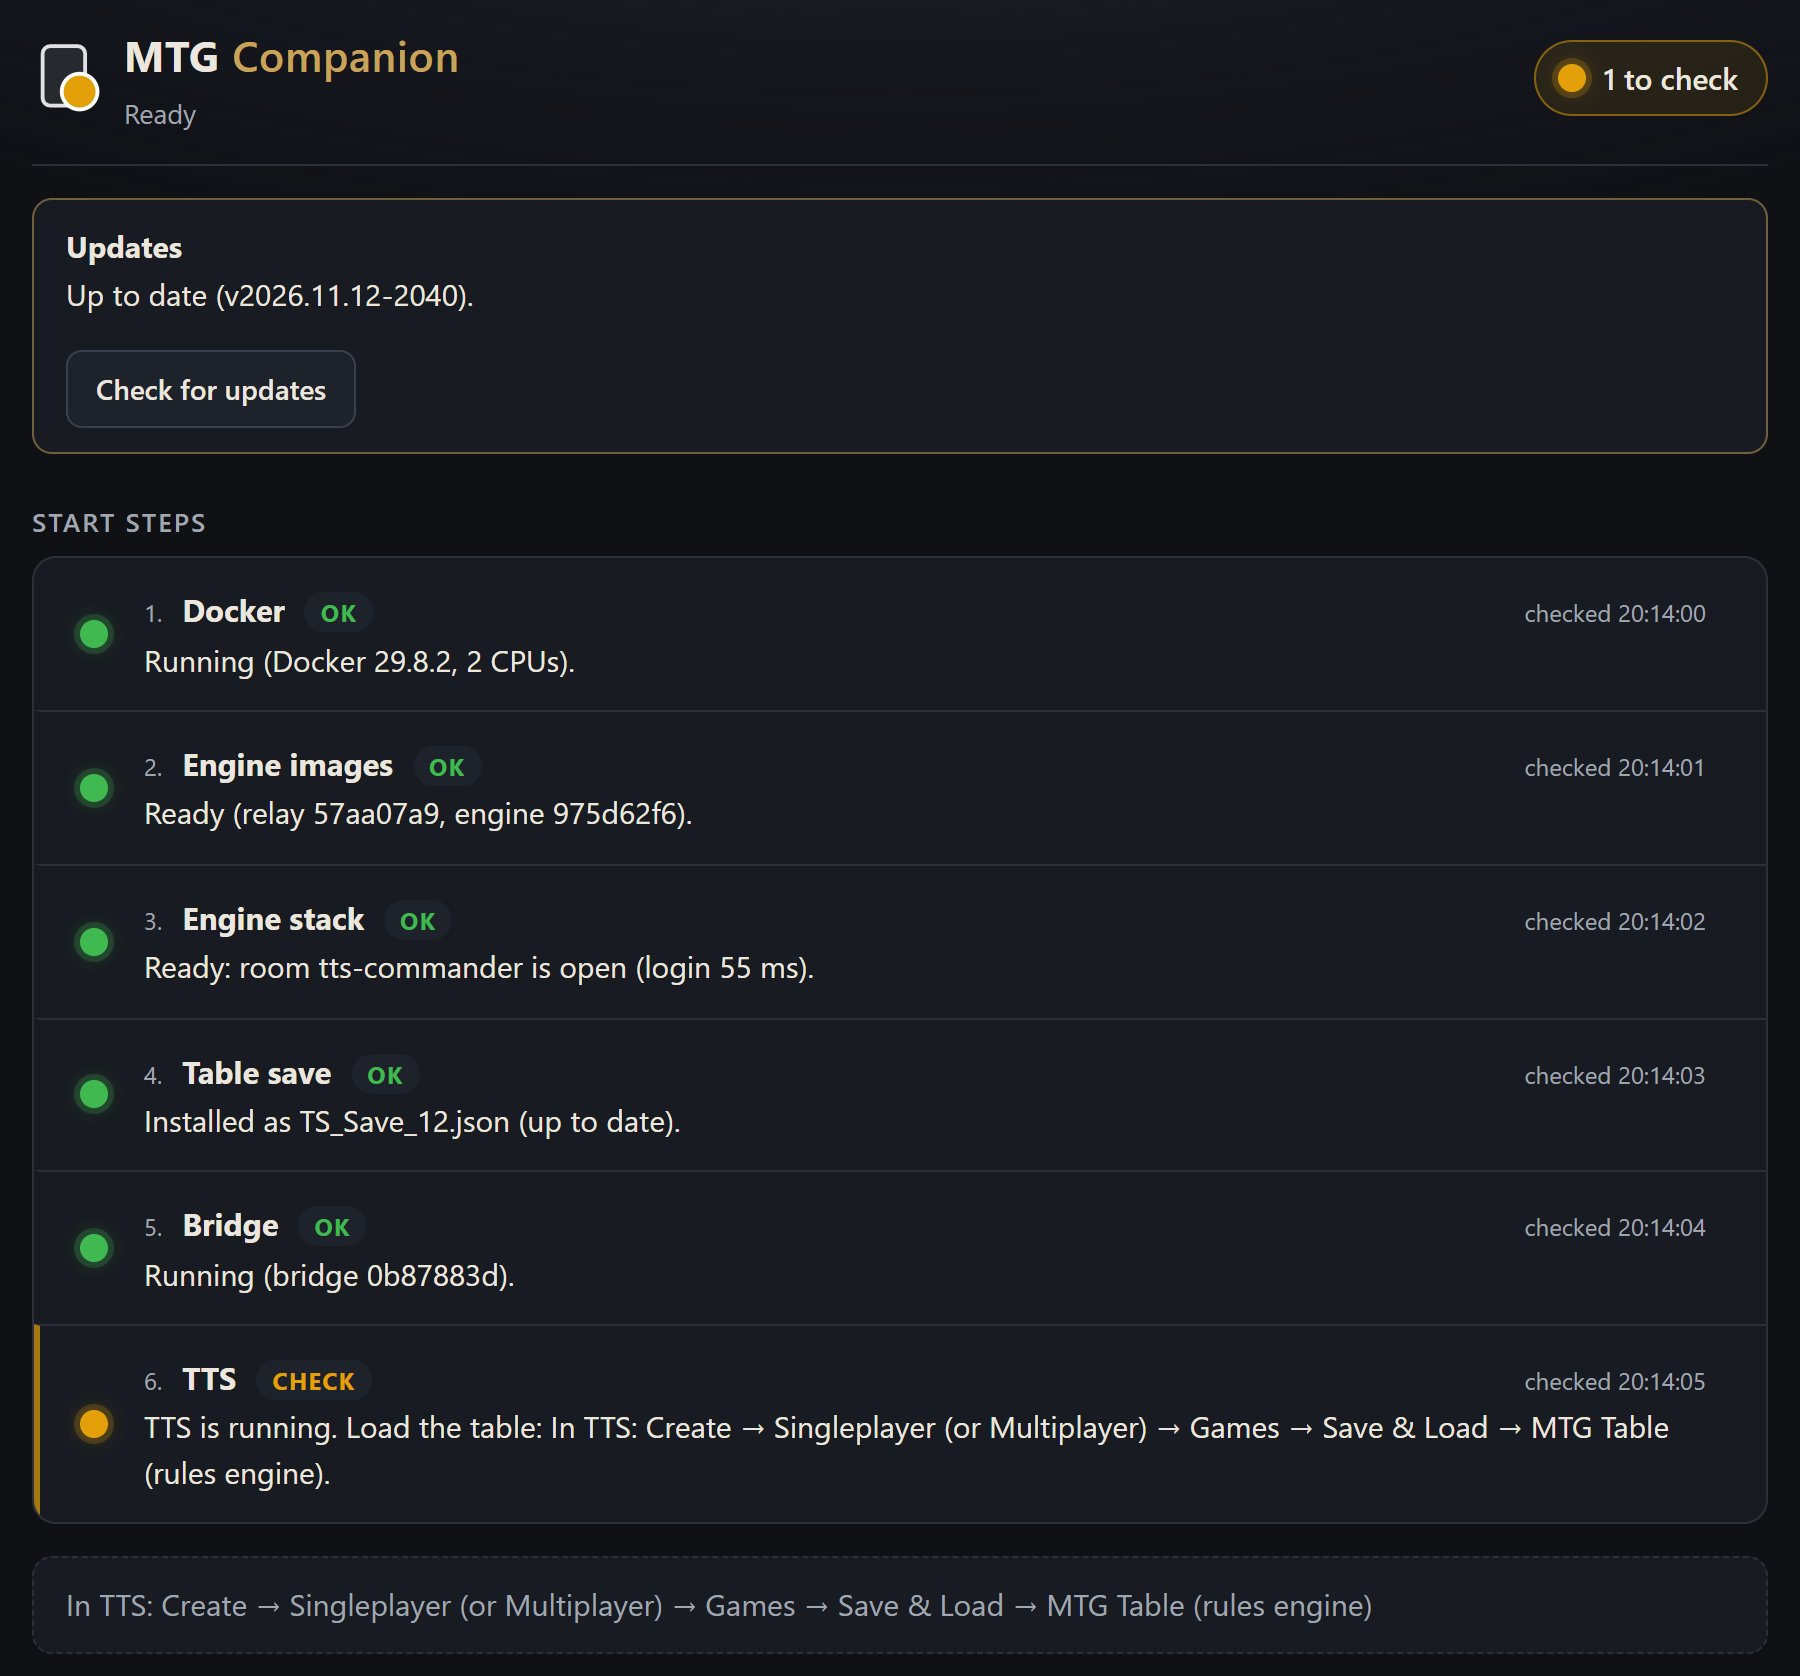 MTG Companion
Ready
1 to check
Updates
Up to date (v2026.11.12-2040).
Check for updates
START STEPS
1. Docker OK checked 20:14:00
Running (Docker 29.8.2, 2 CPUs).
2. Engine images OK checked 20:14:01
Ready (relay 57aa07a9, engine 975d62f6).
3. Engine stack OK checked 20:14:02
Ready: room tts-commander is open (login 55 ms).
4. Table save OK checked 20:14:03
Installed as TS_Save_12.json (up to date).
5. Bridge OK checked 20:14:04
Running (bridge 0b87883d).
6. TTS CHECK checked 20:14:05
TTS is running. Load the table: In TTS: Create → Singleplayer (or Multiplayer) → Games → Save & Load → MTG Table
(rules engine).
In TTS: Create → Singleplayer (or Multiplayer) → Games → Save & Load → MTG Table (rules engine)